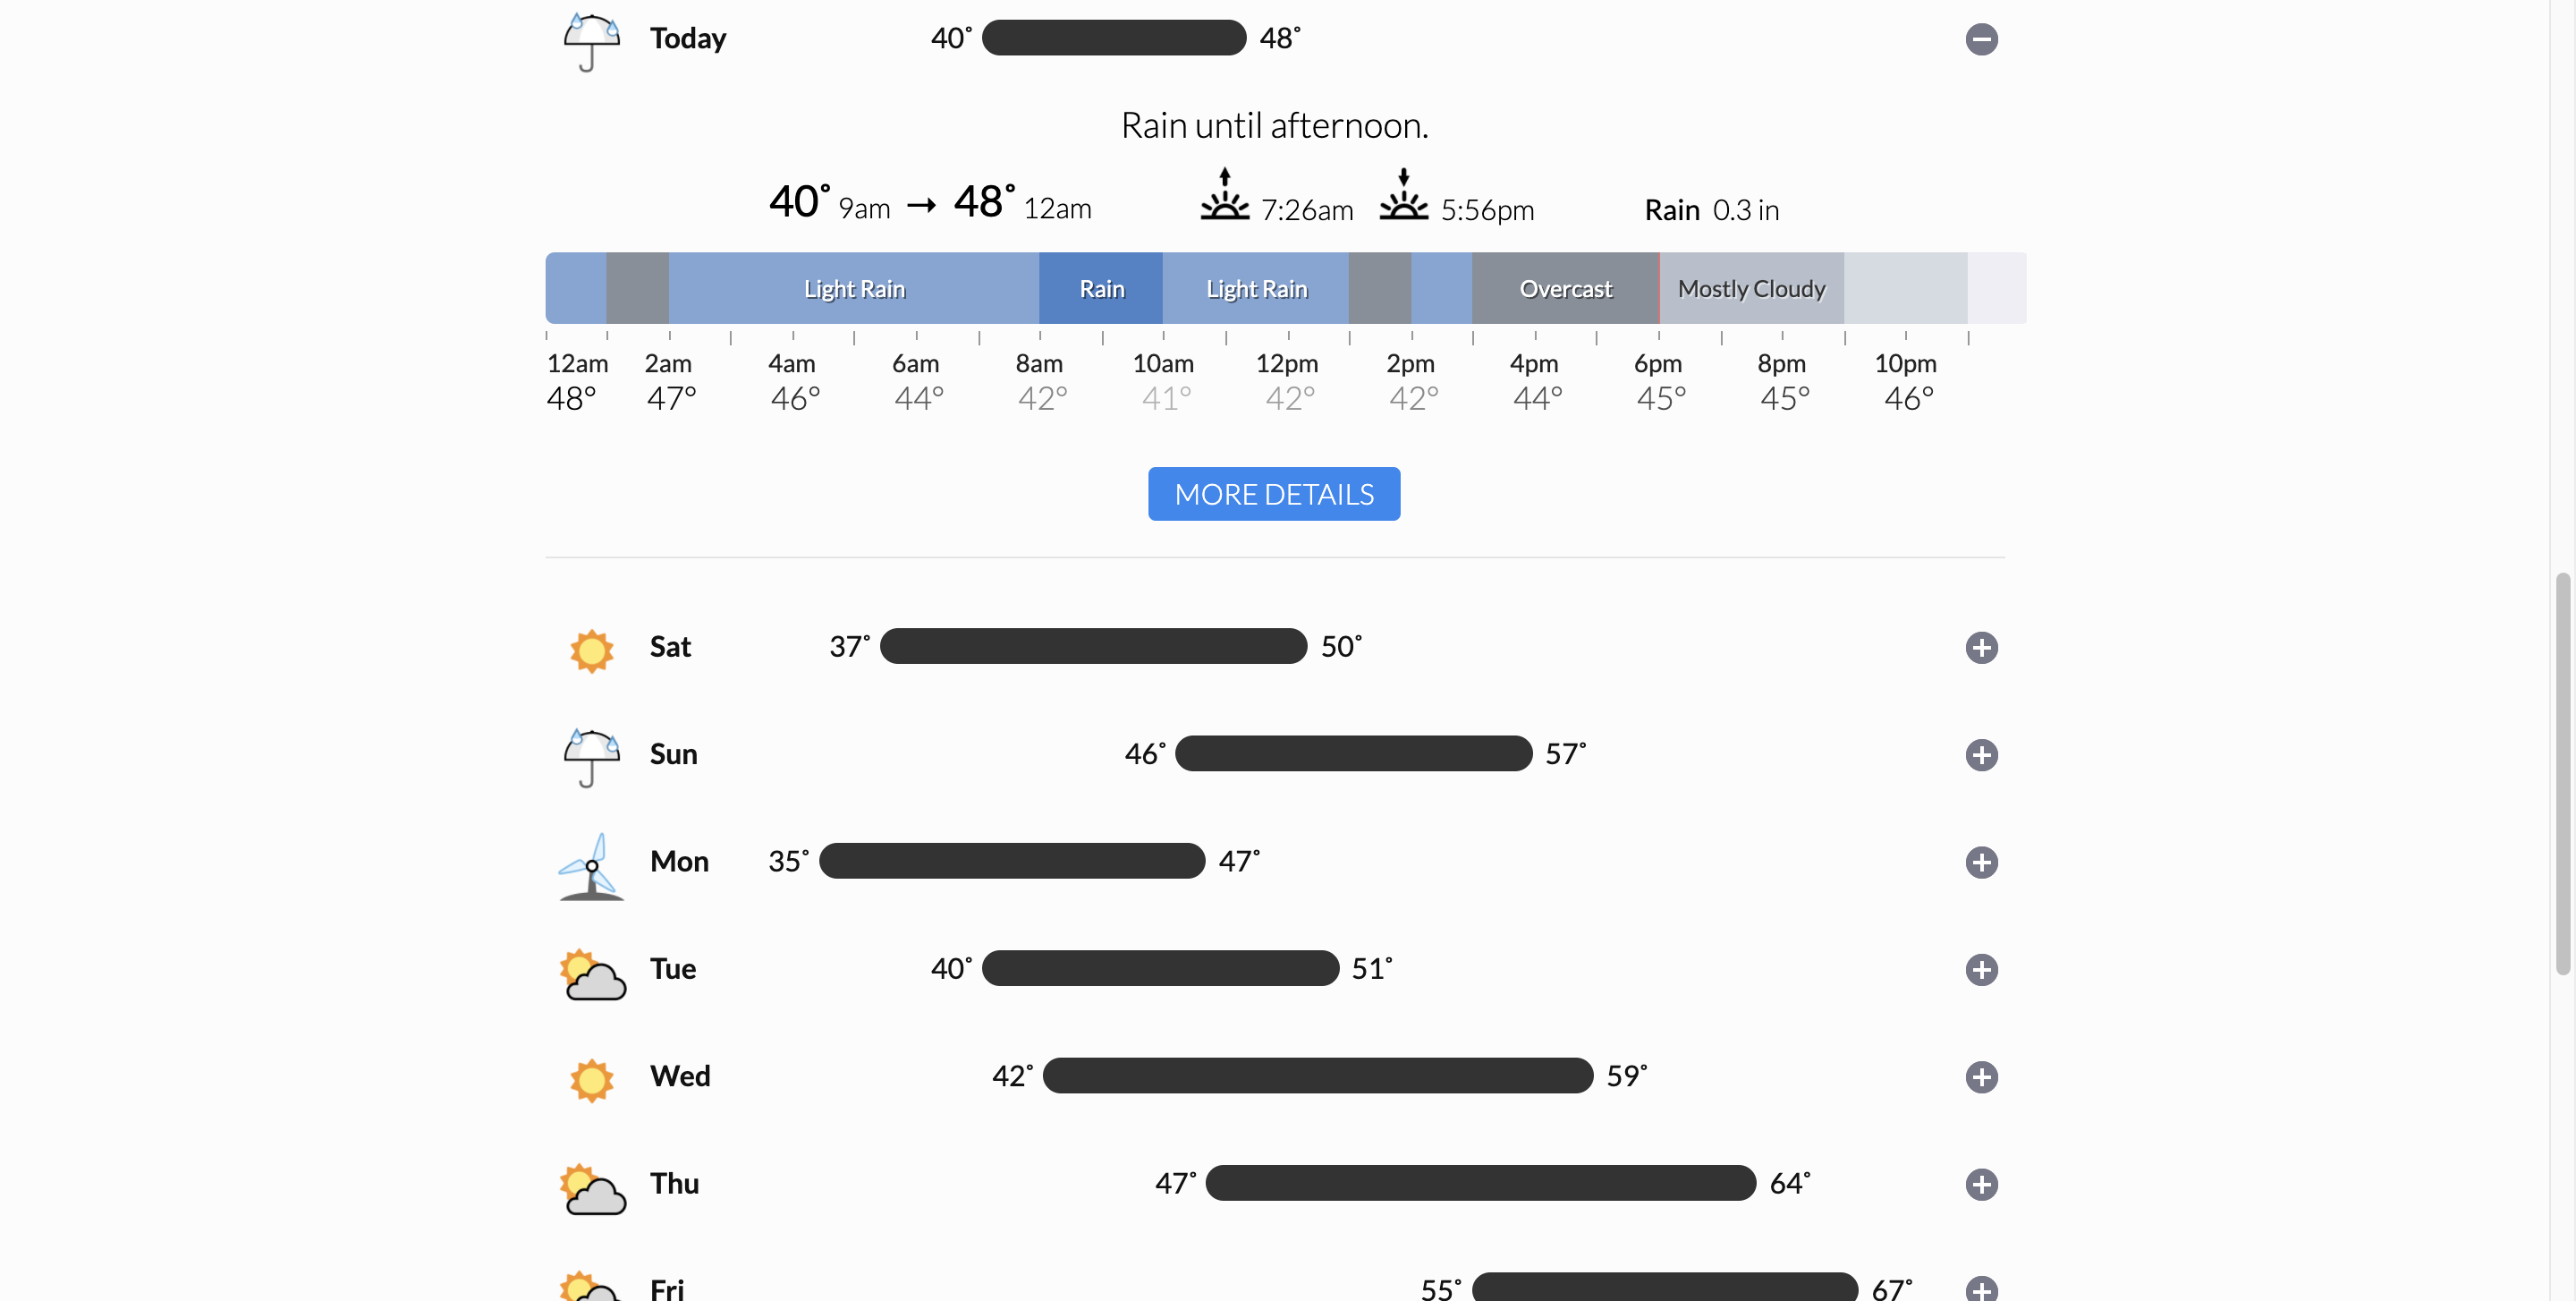 Today 40° 48°
Rain until afternoon.
40° 9am → 48° 12am 7:26am 5:56pm Rain 0.3 in
Light Rain Rain Light Rain Overcast Mostly Cloudy
12am 2am 4am 6am 8am 10am 12pm 2pm 4pm 6pm 8pm 10pm
48° 47° 46° 44° 42° 41° 42° 42° 44° 45° 45° 46°
MORE DETAILS
Sat 37° 50°
Sun 46° 57°
Mon 35° 47°
Tue 40° 51°
Wed 42° 59°
Thu 47° 64°
Fri 55° 67°